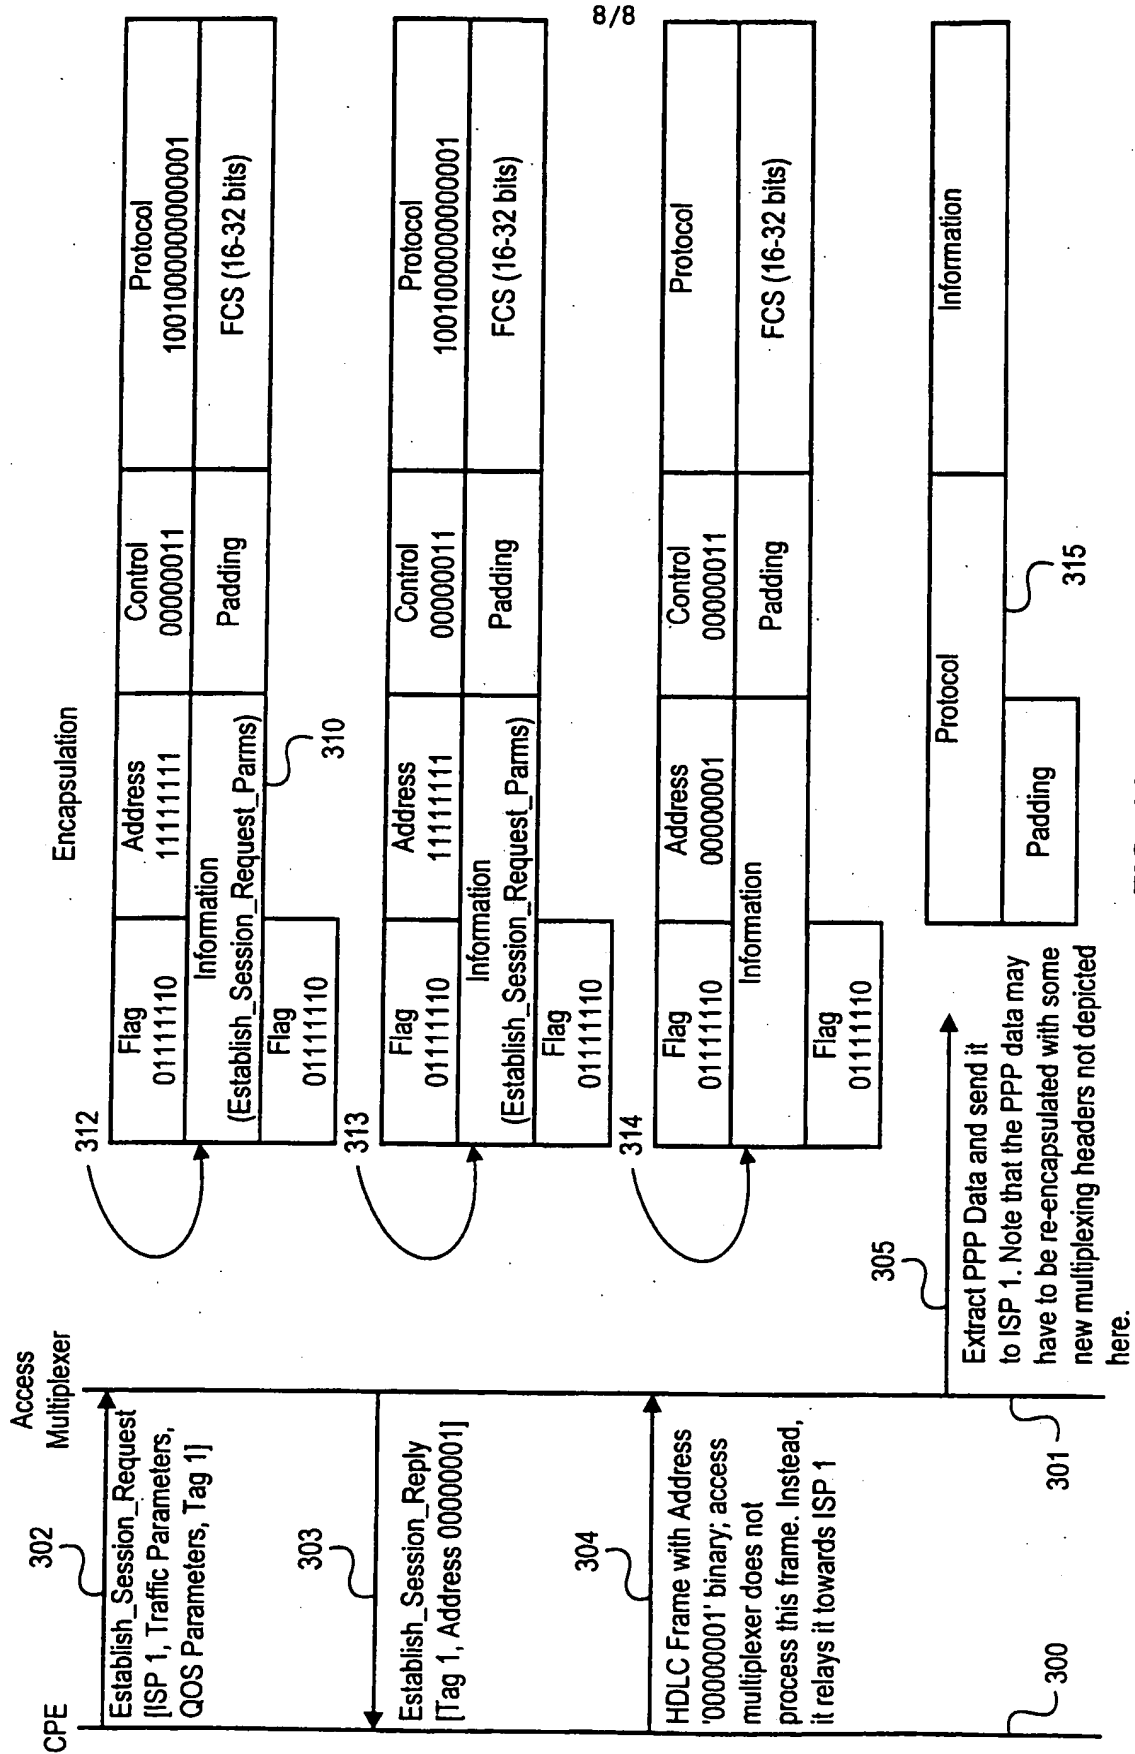 8/8
CPE
Access
Multiplexer
Encapsulation
302
Establish_Session_Request
[ISP 1, Traffic Parameters,
QOS Parameters, Tag 1]
312
Flag
01111110
Address
11111111
Control
00000011
Protocol
1001000000000001
Information
(Establish_Session_Request_Parms)
Padding
FCS (16-32 bits)
Flag
01111110
310
303
Establish_Session_Reply
[Tag 1, Address 00000001]
313
Flag
01111110
Address
11111111
Control
00000011
Protocol
1001000000000001
Information
(Establish_Session_Request_Parms)
Padding
FCS (16-32 bits)
Flag
01111110
304
HDLC Frame with Address
'00000001' binary; access
multiplexer does not
process this frame. Instead,
it relays it towards ISP 1
314
Flag
01111110
Address
00000001
Control
00000011
Protocol
Information
Padding
FCS (16-32 bits)
Flag
01111110
305
Extract PPP Data and send it
to ISP 1. Note that the PPP data may
have to be re-encapsulated with some
new multiplexing headers not depicted
here.
Protocol
Information
Padding
315
300
301